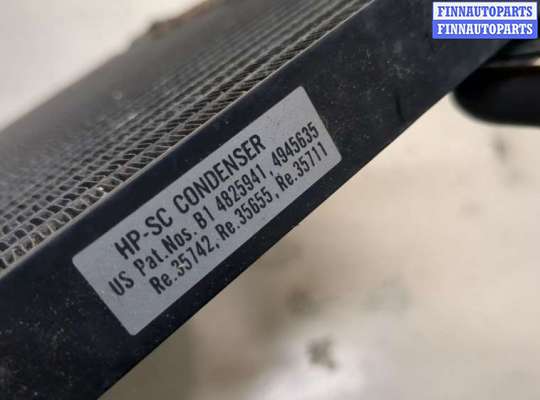 FINNAUTOPARTS
FINNAUTOPARTS
HP-SC CONDENSER
US Pat.Nos. B1 4825941, 4945635
Re.35742, Re.35655, Re.35711